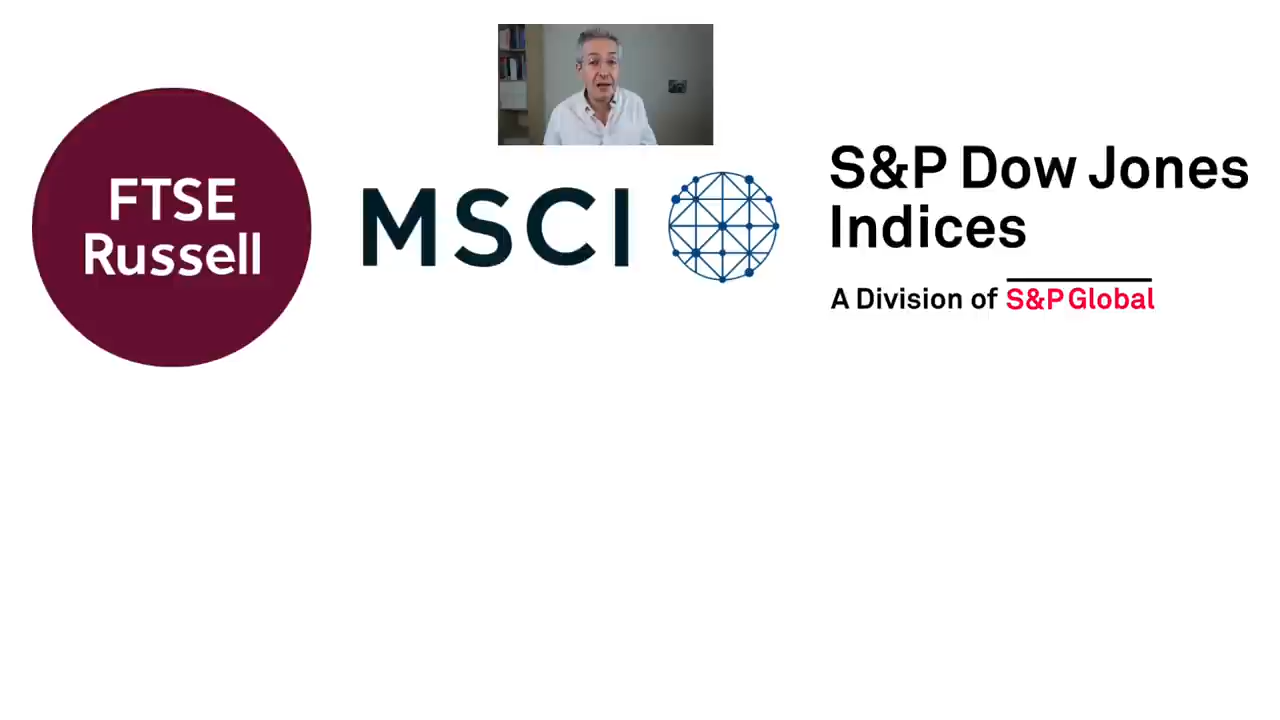 FTSE
Russell
MSCI
S&P Dow Jones
Indices
A Division of S&P Global